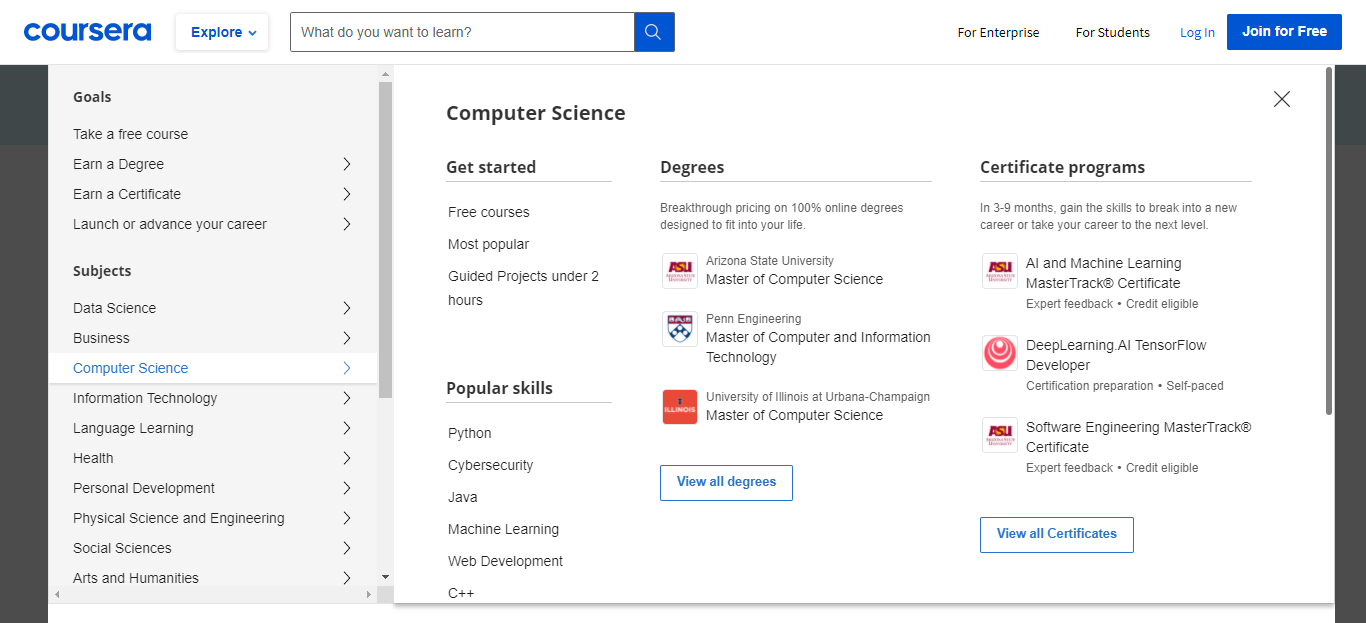 coursera
Explore
What do you want to learn?
For Enterprise
For Students
Log In
Join for Free
Goals
Take a free course
Earn a Degree
Earn a Certificate
Launch or advance your career
Subjects
Data Science
Business
Computer Science
Information Technology
Language Learning
Health
Personal Development
Physical Science and Engineering
Social Sciences
Arts and Humanities
Computer Science
Get started
Free courses
Most popular
Guided Projects under 2
hours
Popular skills
Python
Cybersecurity
Java
Machine Learning
Web Development
C++
Degrees
Breakthrough pricing on 100% online degrees
designed to fit into your life.
ASU
Arizona State University
Master of Computer Science
Penn Engineering
Master of Computer and Information
Technology
ILLINOIS
University of Illinois at Urbana-Champaign
Master of Computer Science
View all degrees
Certificate programs
In 3-9 months, gain the skills to break into a new
career or take your career to the next level.
ASU
AI and Machine Learning
MasterTrack® Certificate
Expert feedback • Credit eligible
DeepLearning.AI TensorFlow
Developer
Certification preparation • Self-paced
ASU
Software Engineering MasterTrack®
Certificate
Expert feedback • Credit eligible
View all Certificates